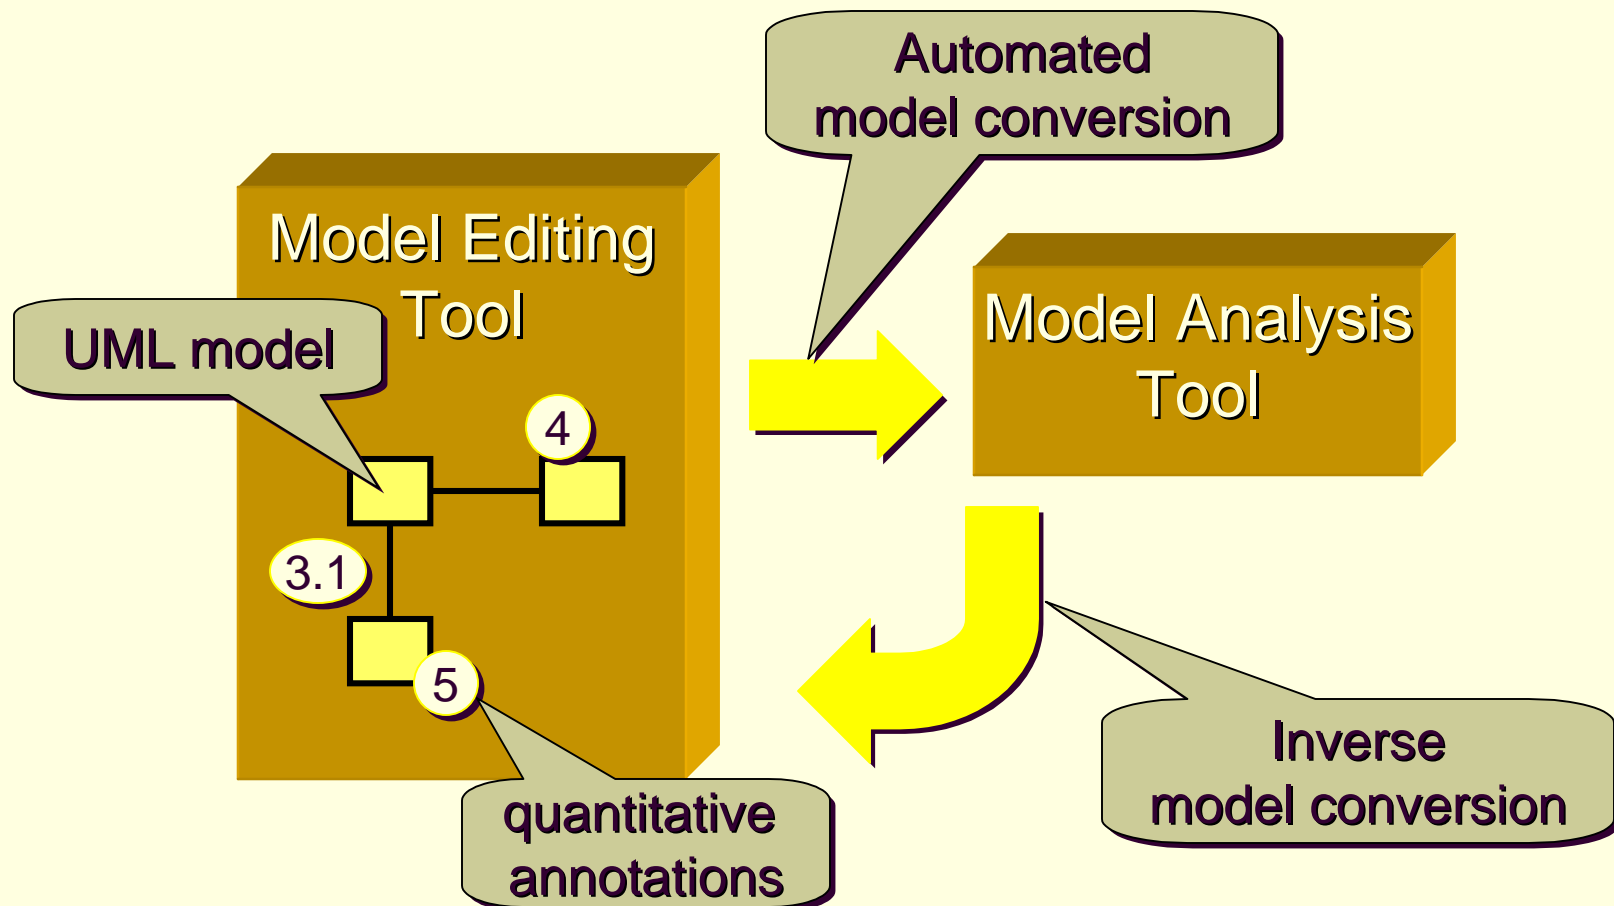 Automated
model conversion
Model Editing
Tool
UML model
Model Analysis
Tool
4
3.1
5
quantitative
annotations
Inverse
model conversion